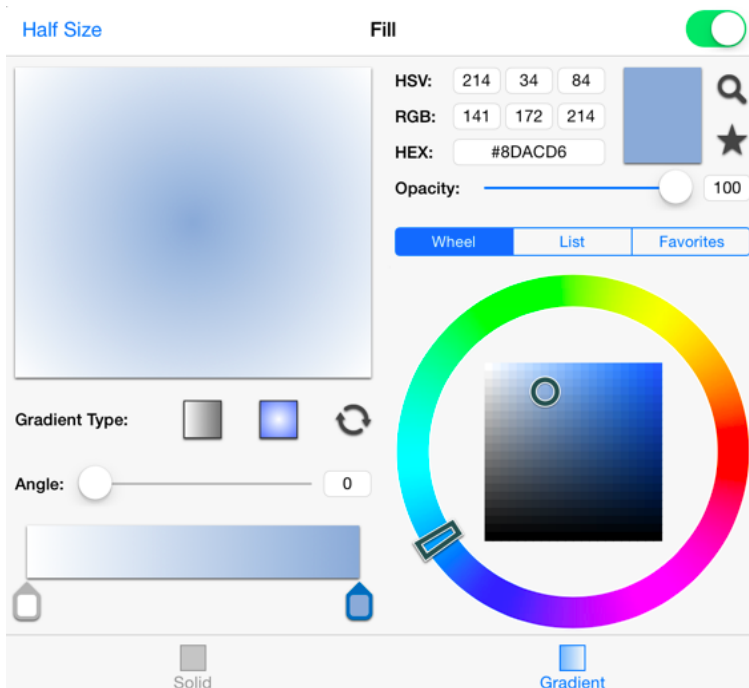 Half Size
Fill
HSV: 214 34 84
RGB: 141 172 214
HEX: #8DACD6
Opacity: 100
Wheel List Favorites
Gradient Type:
Angle: 0
Solid
Gradient